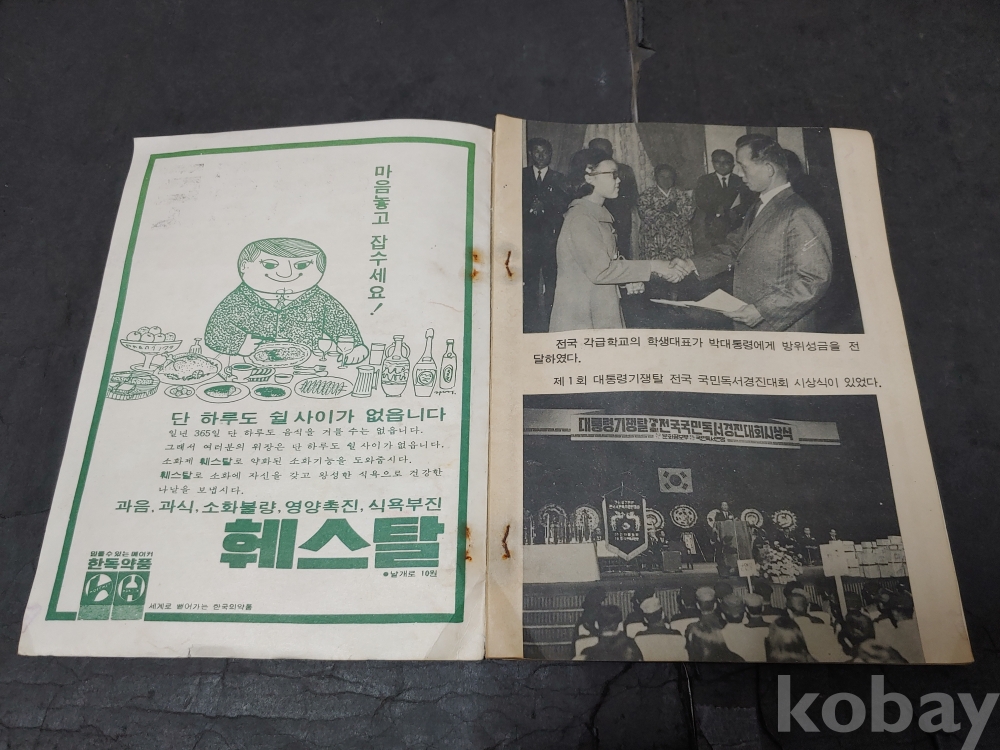 마음놓고 잡수세요!
단 하루도 쉴 사이가 없읍니다
일년 365일 단 하루도 음식을 거를 수는 없읍니다.
그래서 여러분의 위장은 단 하루도 쉴 사이가 없읍니다.
소화제 훼스탈로 약화된 소화기능을 도와줍시다.
훼스탈로 소화에 자신을 갖고 왕성한 식욕으로 건강한
나날을 보냅시다.
과음, 과식, 소화불량, 영양촉진, 식욕부진
훼스탈
●낱개로 10원
믿을 수 있는 메이커
한독약품
세계로 뻗어가는 한국의약품
전국 각급학교의 학생대표가 박대통령에게 방위성금을 전
달하였다.
제1회 대통령기쟁탈 전국 국민독서경진대회 시상식이 있었다.
대통령기쟁탈 제1회 전국국민독서경진대회시상식
kobay